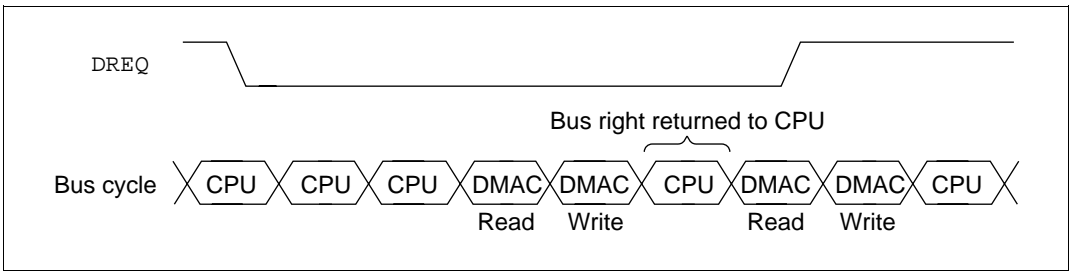 DREQ
Bus right returned to CPU
Bus cycle CPU CPU CPU DMAC DMAC CPU DMAC DMAC CPU
Read Write Read Write